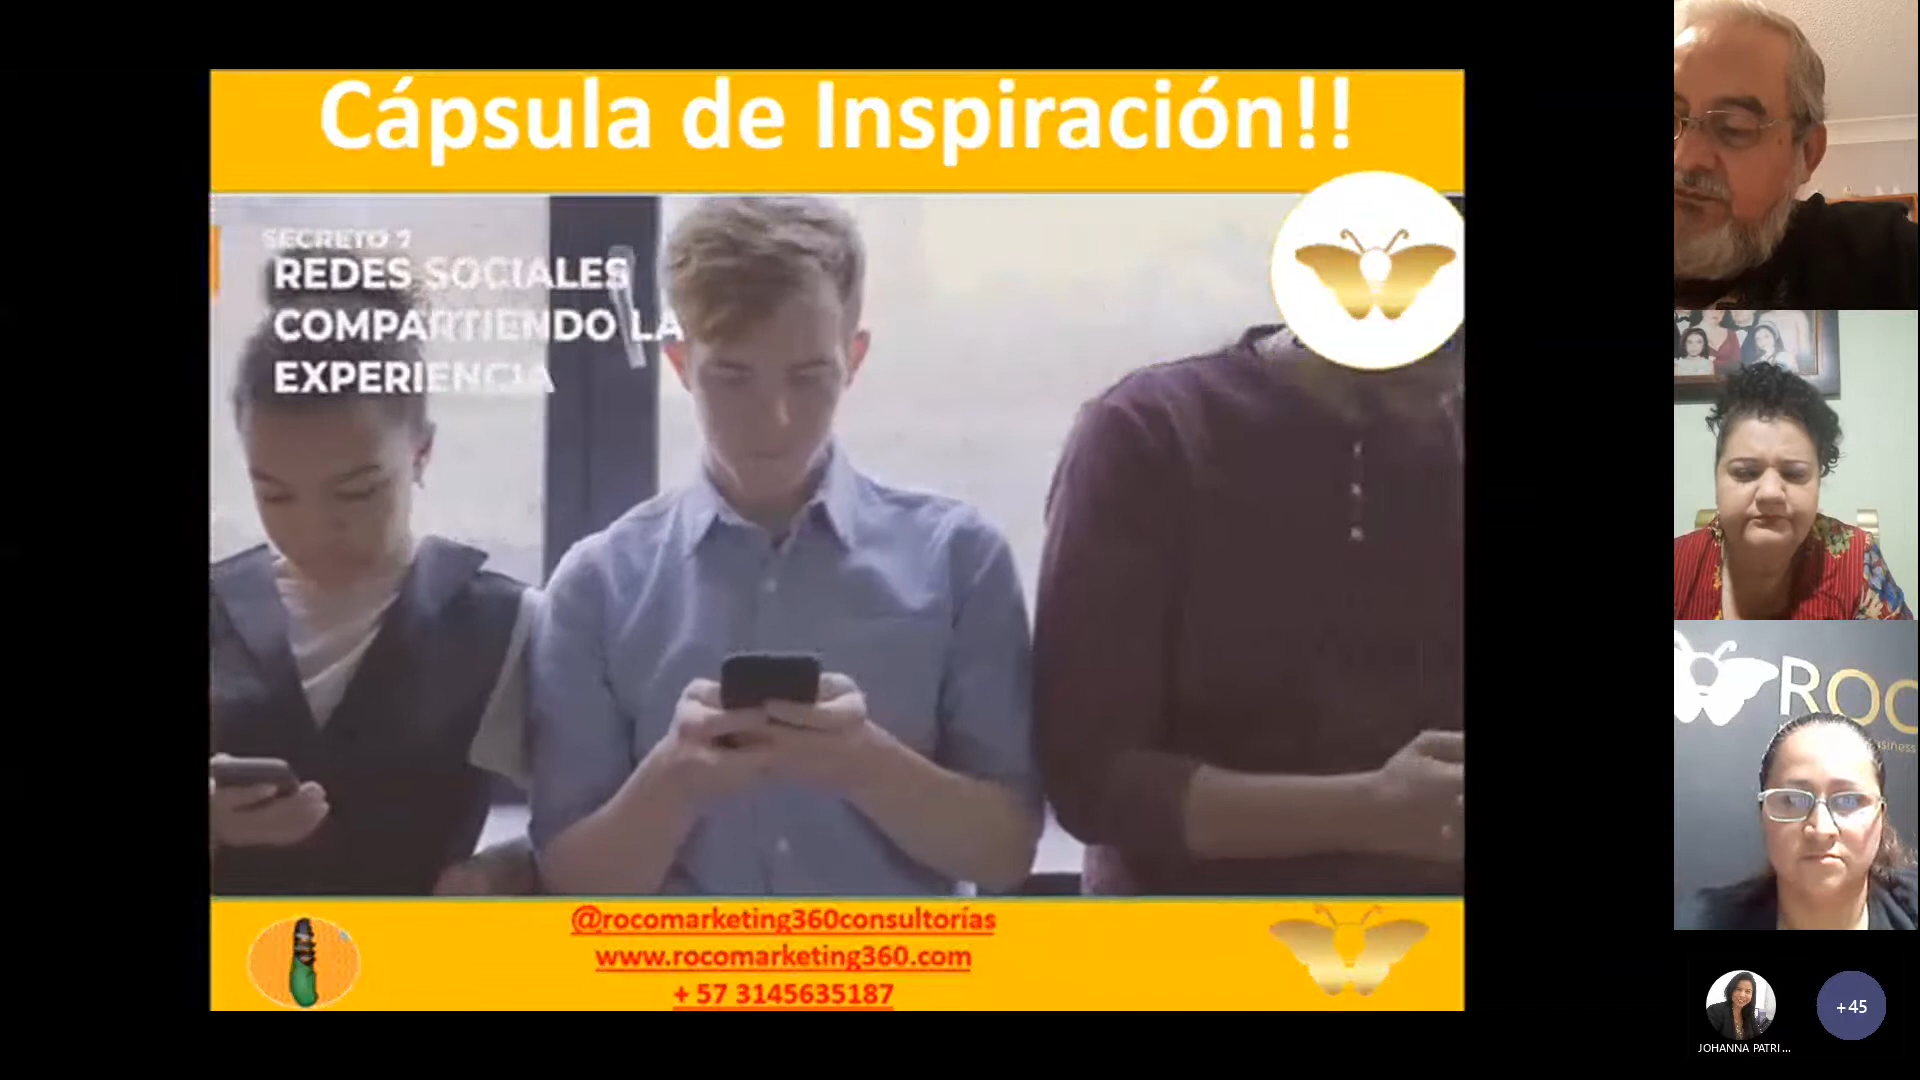 Cápsula de Inspiración!!
SECRETO 7
REDES SOCIALES
COMPARTIENDO LA
EXPERIENCIA
@rocomarketing360consultorías
www.rocomarketing360.com
+ 57 3145635187
ROC
siness
JOHANNA PATRI...
+45